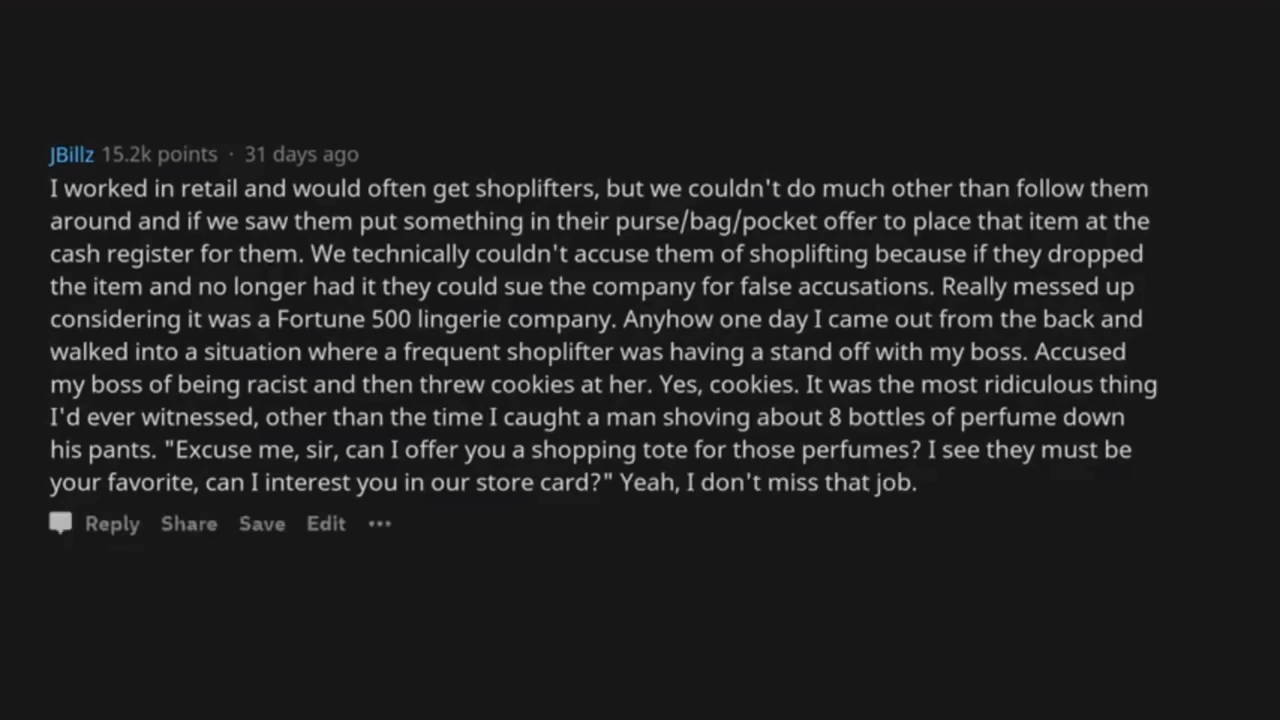 JBillz 15.2k points · 31 days ago
I worked in retail and would often get shoplifters, but we couldn't do much other than follow them
around and if we saw them put something in their purse/bag/pocket offer to place that item at the
cash register for them. We technically couldn't accuse them of shoplifting because if they dropped
the item and no longer had it they could sue the company for false accusations. Really messed up
considering it was a Fortune 500 lingerie company. Anyhow one day I came out from the back and
walked into a situation where a frequent shoplifter was having a stand off with my boss. Accused
my boss of being racist and then threw cookies at her. Yes, cookies. It was the most ridiculous thing
I'd ever witnessed, other than the time I caught a man shoving about 8 bottles of perfume down
his pants. "Excuse me, sir, can I offer you a shopping tote for those perfumes? I see they must be
your favorite, can I interest you in our store card?" Yeah, I don't miss that job.
Reply Share Save Edit •••